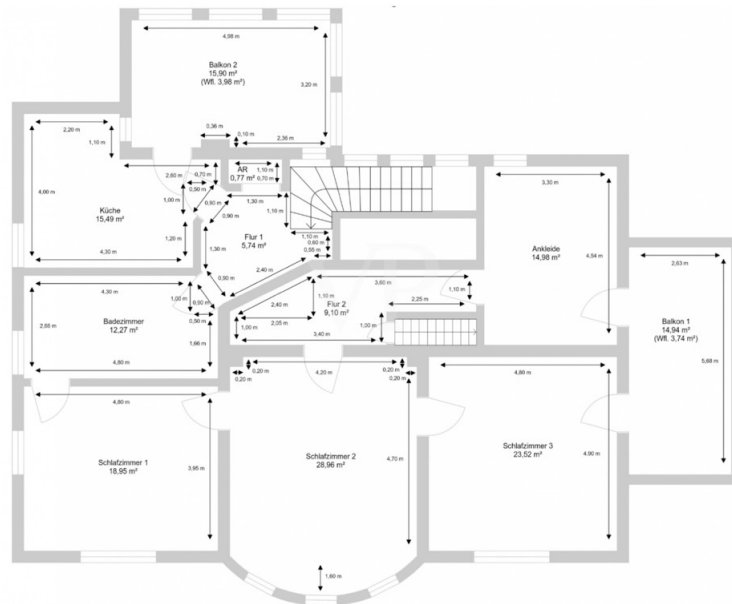 4,98 m
Balkon 2
15,90 m²
(Wfl. 3,98 m²)
3,20 m
0,36 m
0,10 m
2,36 m
2,20 m
1,10 m
2,60 m
0,70 m
AR
0,77 m²
1,10 m
0,70 m
4,00 m
Küche
15,49 m²
1,00 m
0,90 m
0,90 m
0,90 m
1,30 m
1,10 m
1,20 m
4,30 m
Flur 1
5,74 m²
1,30 m
1,10 m
0,60 m
0,55 m
2,40 m
0,90 m
3,30 m
Ankleide
14,98 m²
4,54 m
2,63 m
Balkon 1
14,94 m²
(Wfl. 3,74 m²)
5,68 m
4,30 m
1,00 m
0,90 m
0,90 m
2,65 m
Badezimmer
12,27 m²
1,66 m
4,80 m
2,40 m
1,10 m
2,05 m
1,00 m
3,40 m
Flur 2
9,10 m²
3,60 m
1,10 m
2,25 m
1,00 m
4,80 m
Schlafzimmer 1
18,95 m²
3,95 m
0,20 m
0,20 m
4,20 m
0,20 m
0,20 m
Schlafzimmer 2
28,96 m²
4,70 m
1,60 m
4,80 m
Schlafzimmer 3
23,52 m²
4,90 m